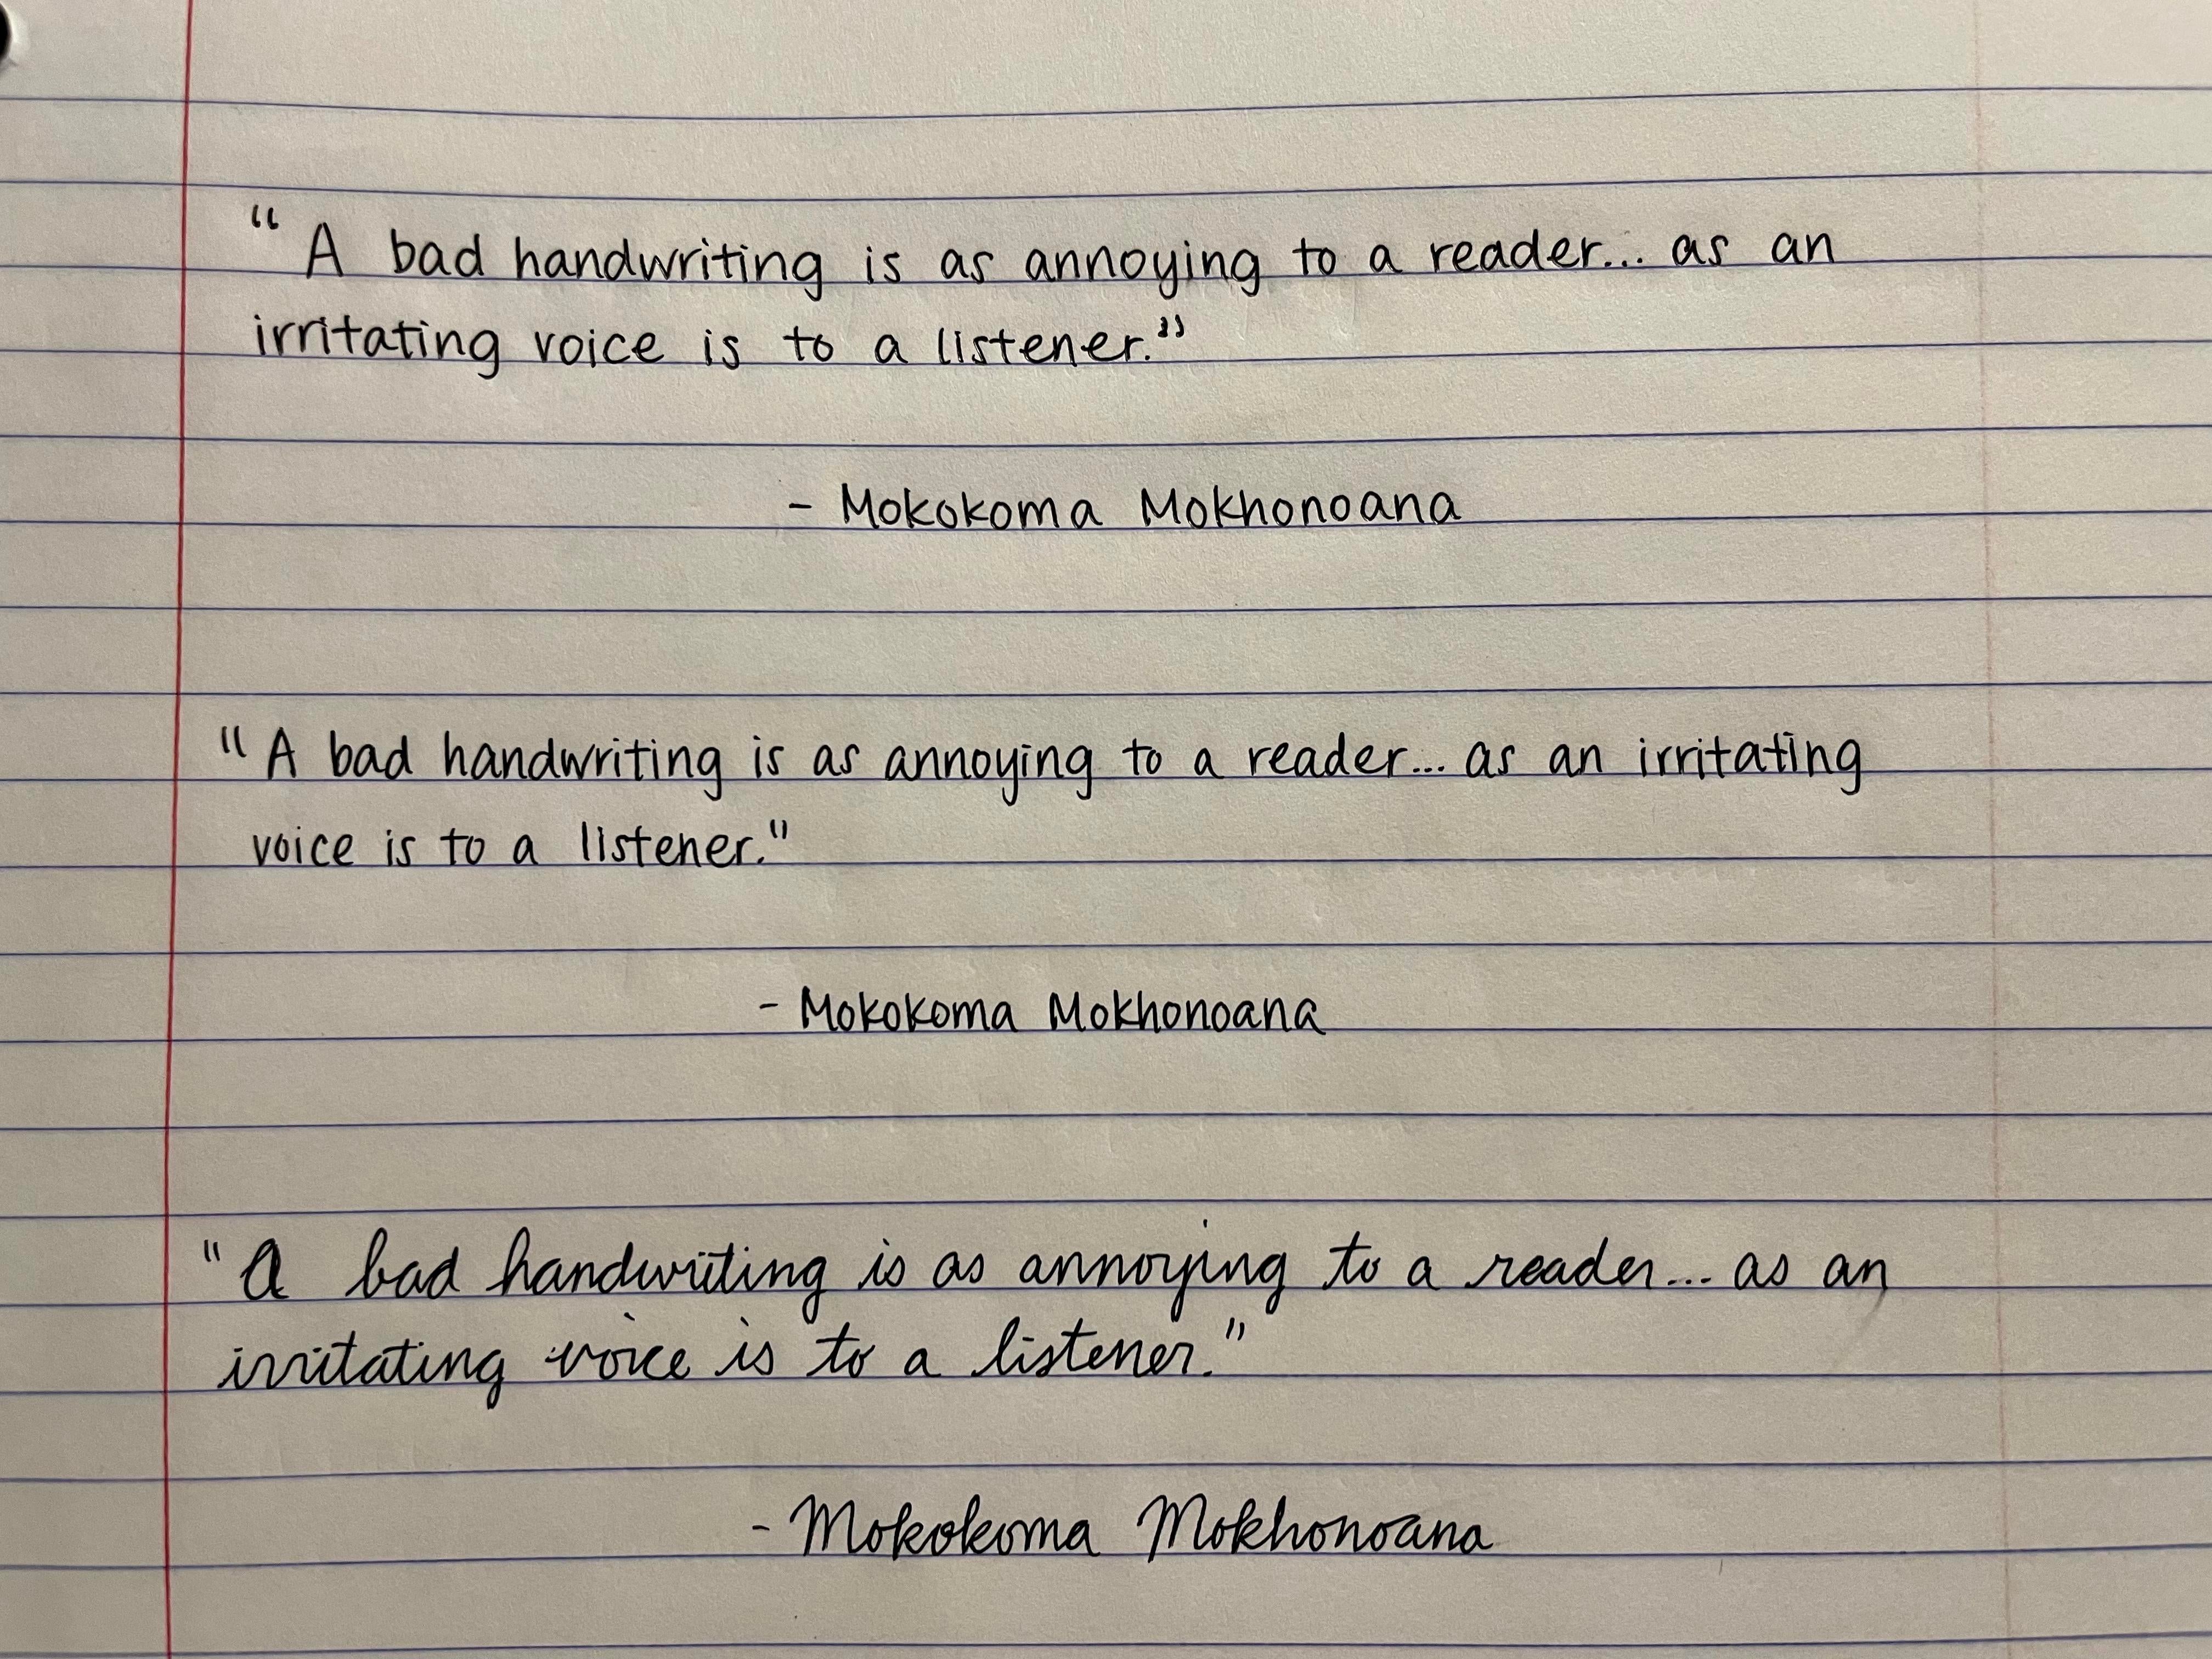 “A bad handwriting is as annoying to a reader... as an
irritating voice is to a listener.”
- Mokokoma Mokhonoana
"A bad handwriting is as annoying to a reader... as an irritating
voice is to a listener."
- Mokokoma Mokhonoana
"A bad handwriting is as annoying to a reader... as an
irritating voice is to a listener."
- Mokokoma Mokhonoana